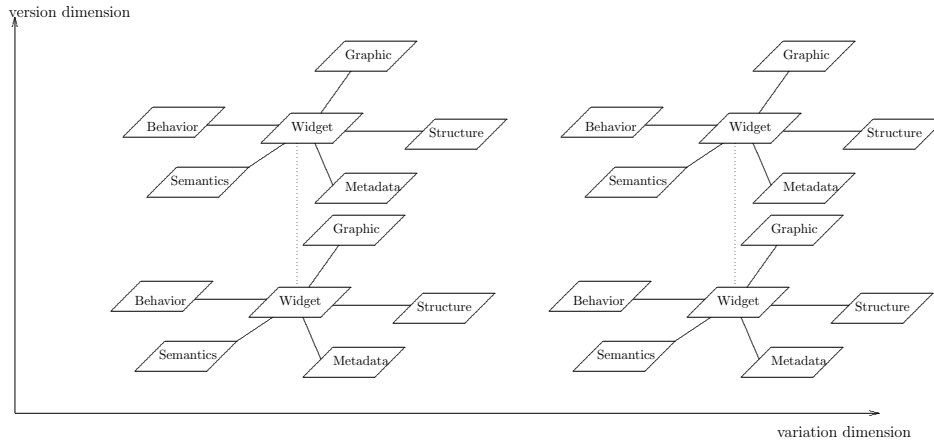 version dimension
Graphic
Graphic
Behavior
Widget
Structure
Behavior
Widget
Structure
Semantics
Metadata
Semantics
Metadata
Graphic
Graphic
Behavior
Widget
Structure
Behavior
Widget
Structure
Semantics
Metadata
Semantics
Metadata
variation dimension